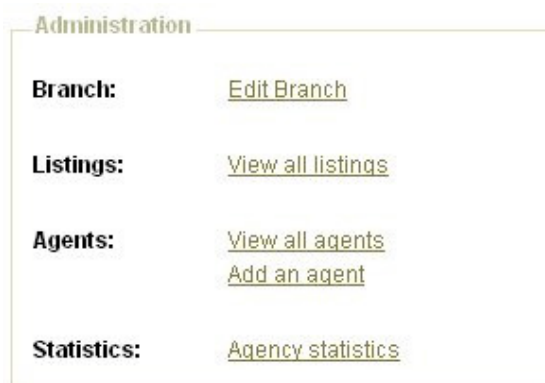 Administration
Branch: Edit Branch
Listings: View all listings
Agents: View all agents
Add an agent
Statistics: Agency statistics